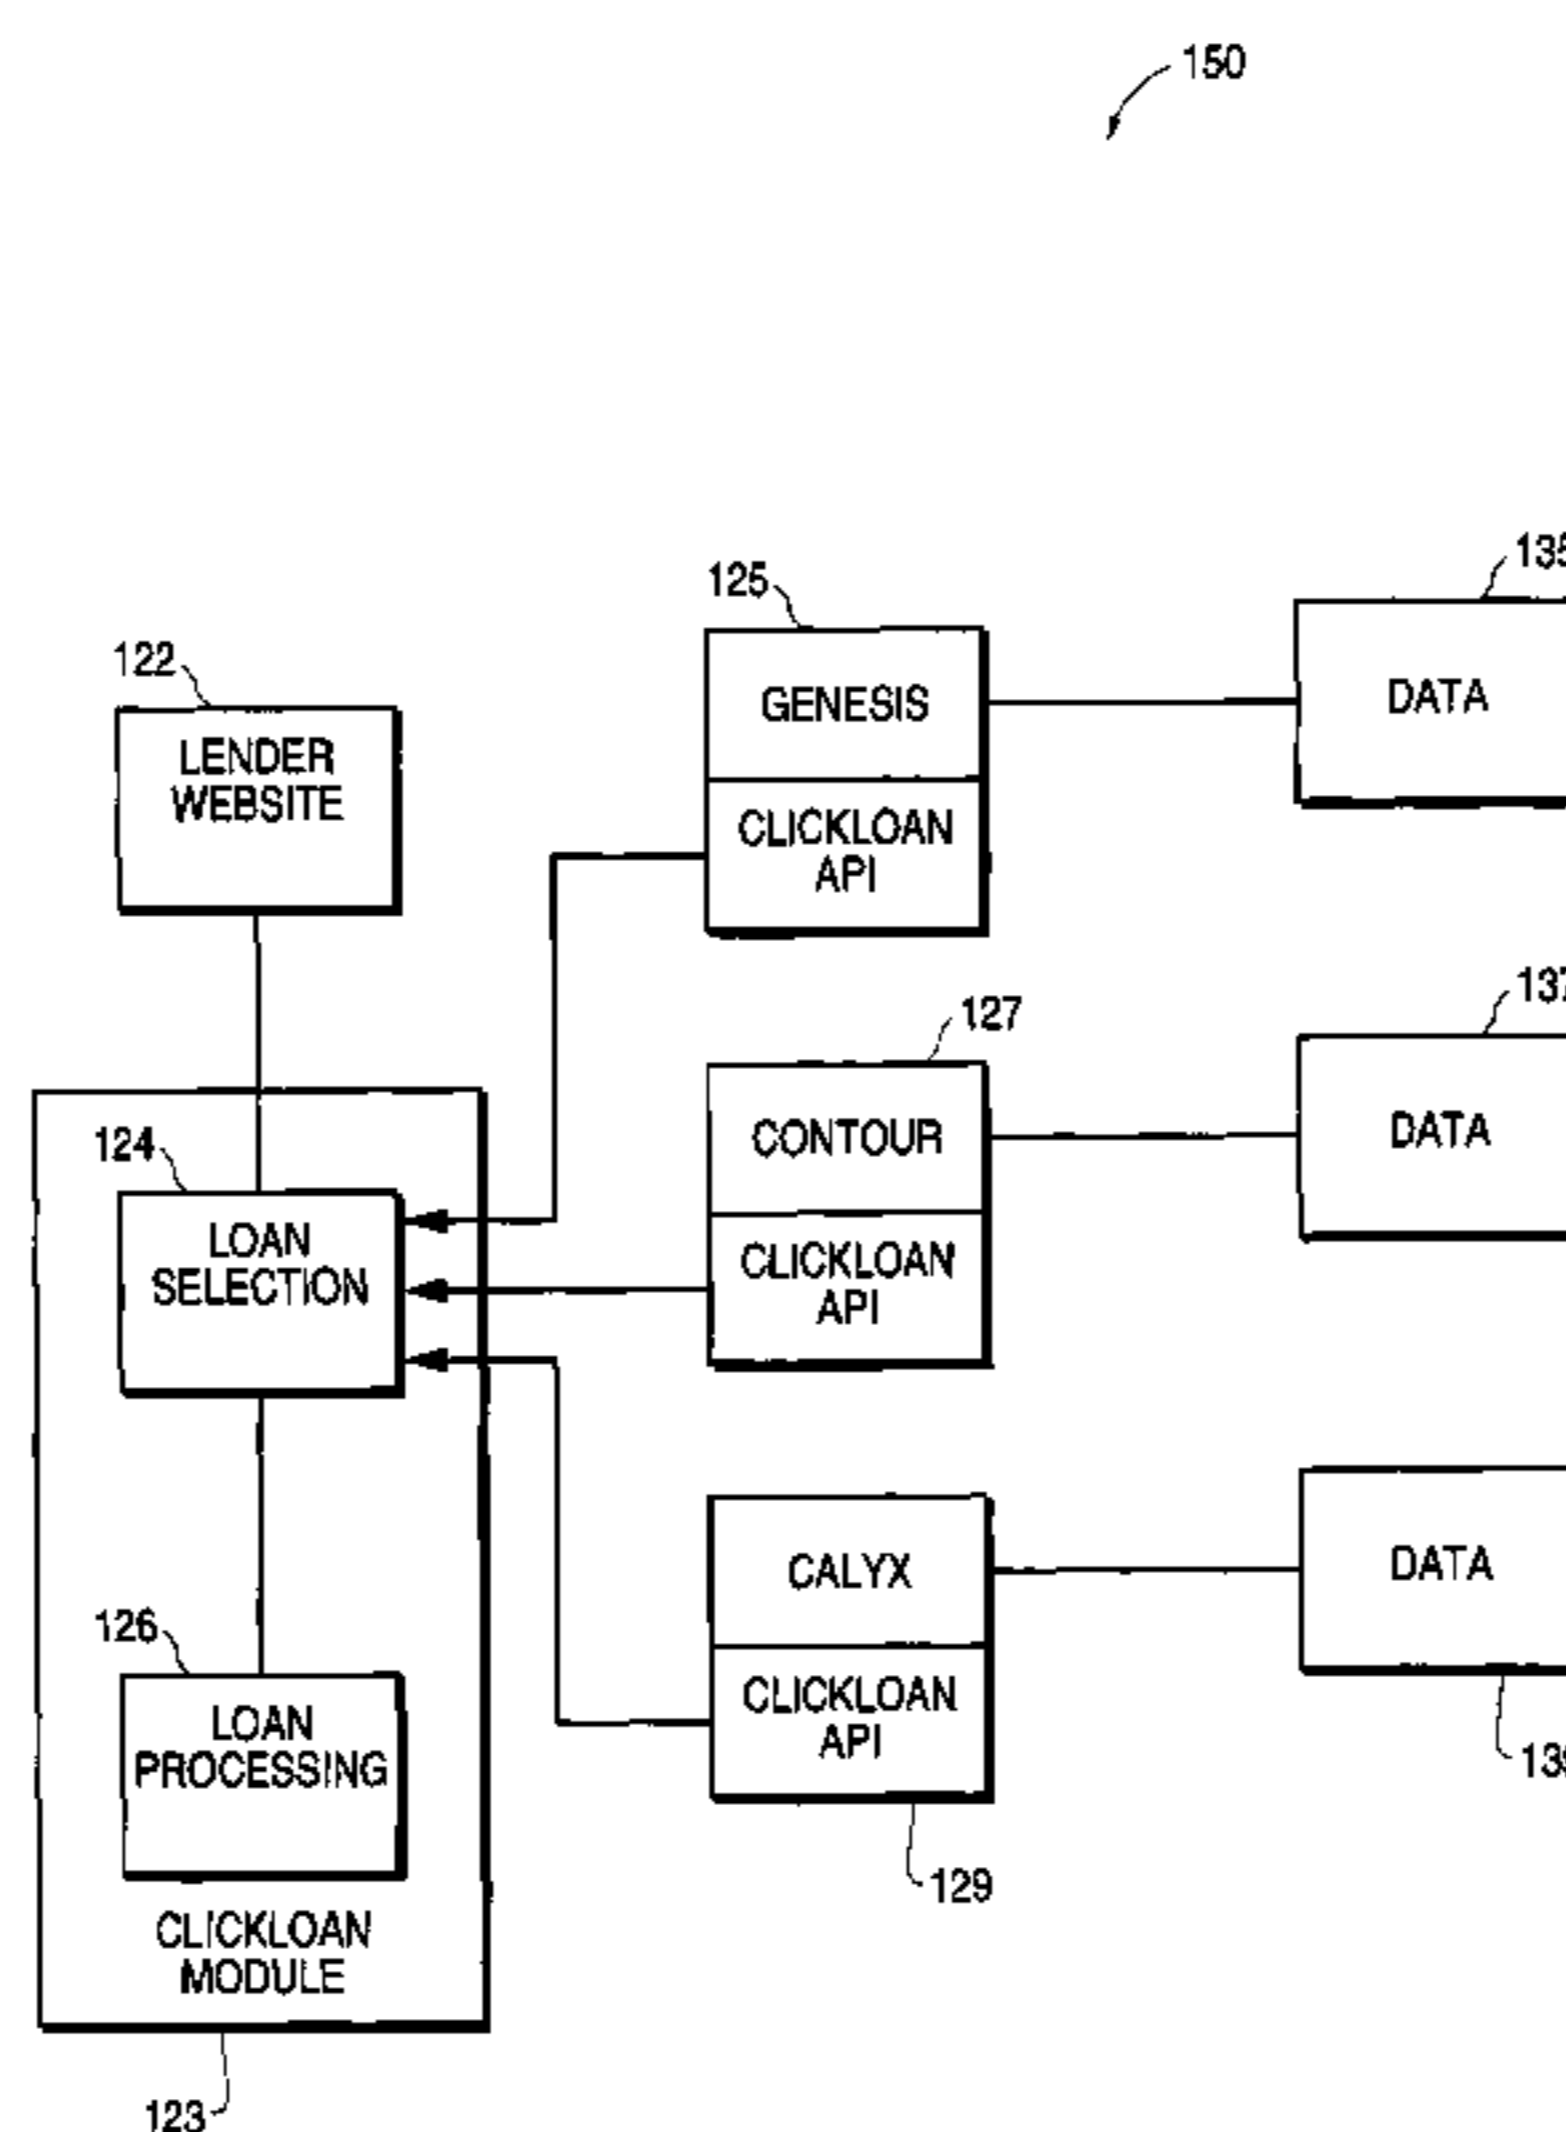 150
135
125
122
GENESIS
DATA
LENDER
WEBSITE
CLICKLOAN
API
127
124
CONTOUR
DATA
LOAN
SELECTION
CLICKLOAN
API
CALYX
DATA
126
LOAN
PROCESSING
CLICKLOAN
API
129
CLICKLOAN
MODULE
123